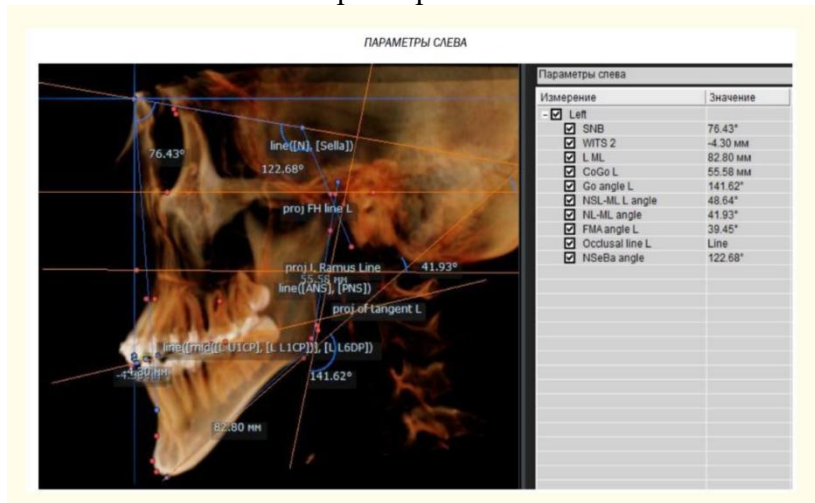 ПАРАМЕТРЫ СЛЕВА
Параметры слева
Измерение Значение
Left
SNB 76.43°
WITS 2 -4.30 мм
L ML 82.80 мм
CoGo L 55.58 мм
Go angle L 141.62°
NSL-ML L angle 48.64°
NL-ML angle 41.93°
FMA angle L 39.45°
Occlusal line L Line
NSeBa angle 122.68°
line([N], [Sella])
76.43°
122.68°
proj FH line L
proj L Ramus Line
41.93°
55.58 мм
line([ANS], [PNS])
proj of tangent L
line([mid([L U1CP], [L L1CP])], [L L6DP])
-4.30 мм
141.62°
82.80 мм